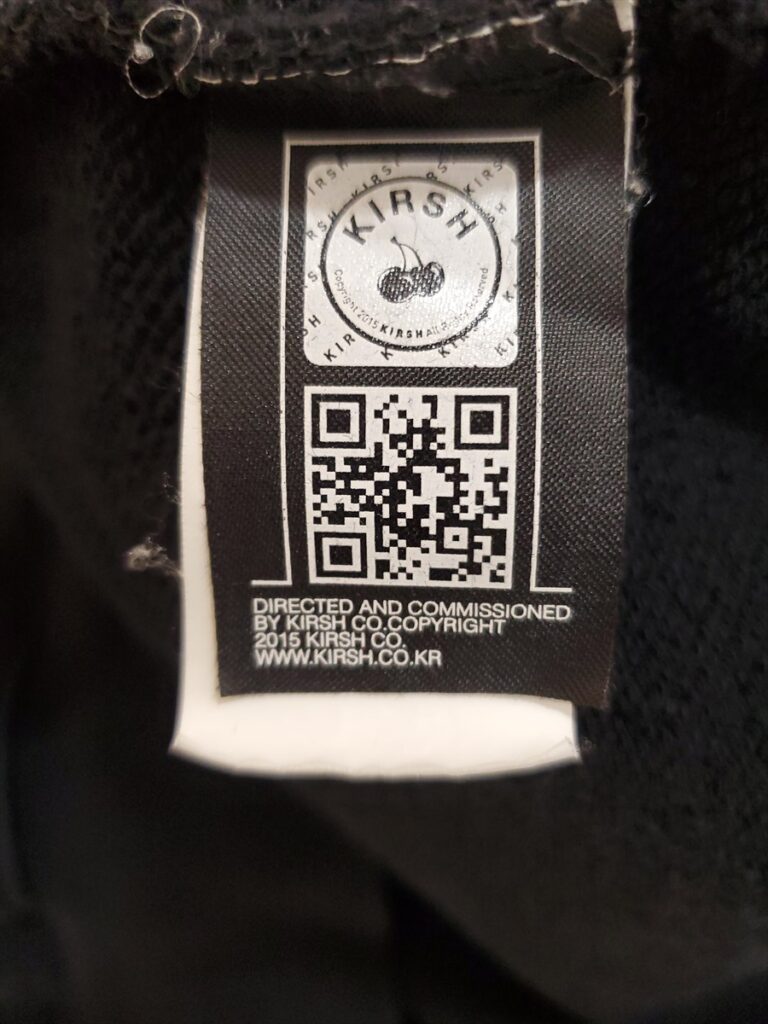 KIRSH
Copyright 2015 KIRSH All Rights Reserved.
DIRECTED AND COMMISSIONED
BY KIRSH CO.COPYRIGHT
2015 KIRSH CO.
WWW.KIRSH.CO.KR